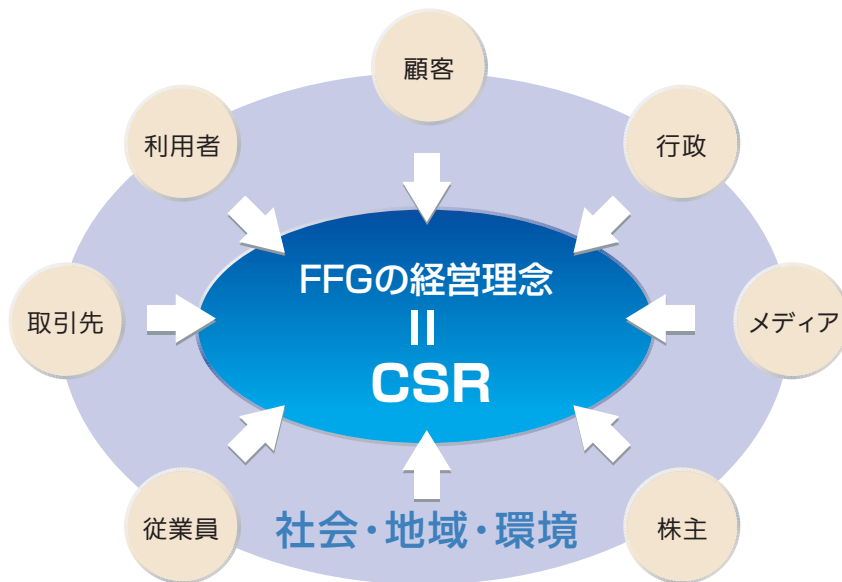 顧客
利用者
行政
FFGの経営理念
=
CSR
取引先
メディア
従業員
社会・地域・環境
株主